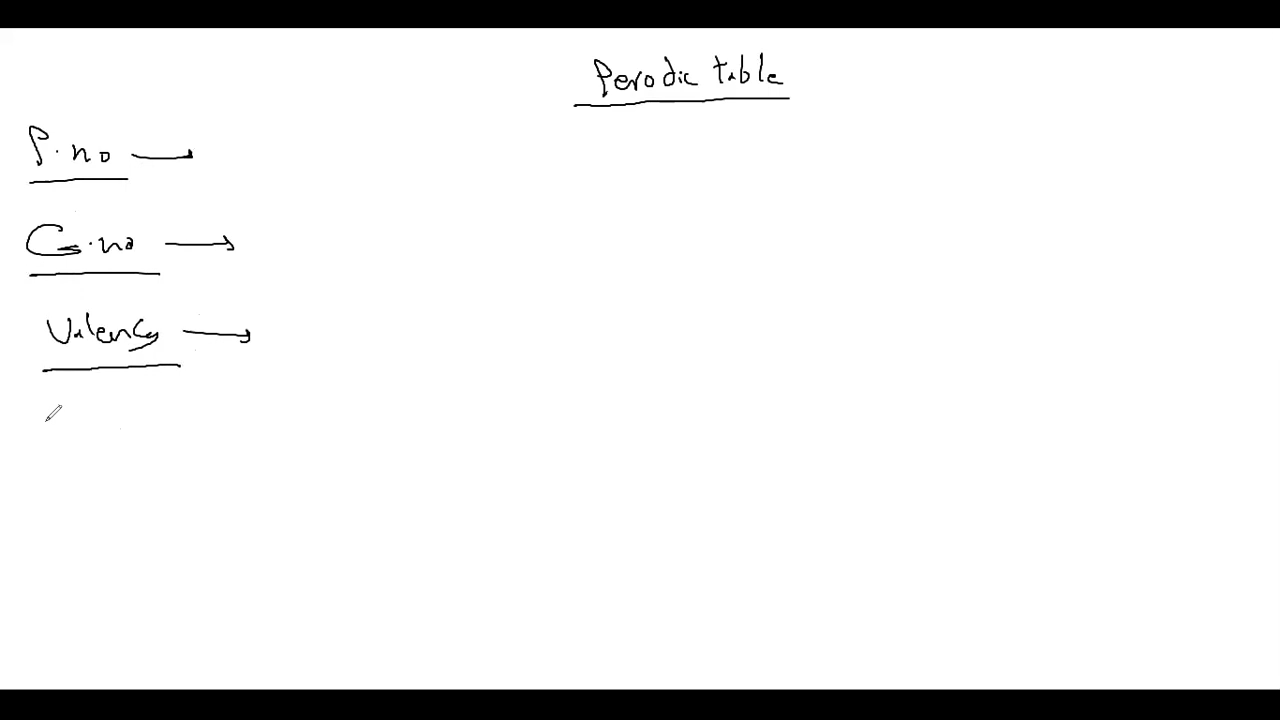 Perodic table
P.no →
G.no →
Valency →